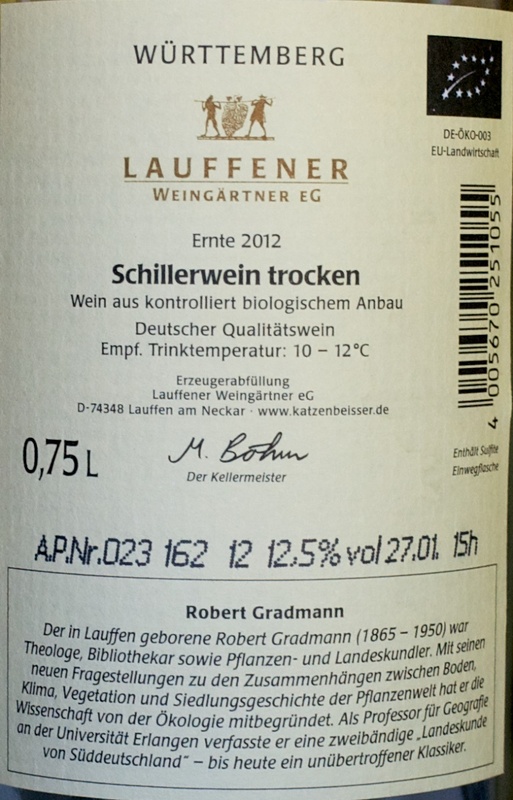 WÜRTTEMBERG
DE-ÖKO-003
EU-Landwirtschaft
LAUFFENER
WEINGÄRTNER EG
Ernte 2012
Schillerwein trocken
Wein aus kontrolliert biologischem Anbau
Deutscher Qualitätswein
Empf. Trinktemperatur: 10 – 12°C
Erzeugerabfüllung
Lauffener Weingärtner eG
D-74348 Lauffen am Neckar · www.katzenbeisser.de
4 005670 251055
0,75 L
M. Böhm
Der Kellermeister
Enthält Sulfite
Einwegflasche
A.P.Nr.023 162 12 12,5%vol 27.01. 15h
Robert Gradmann
Der in Lauffen geborene Robert Gradmann (1865 – 1950) war
Theologe, Bibliothekar sowie Pflanzen- und Landeskundler. Mit seinen
neuen Fragestellungen zu den Zusammenhängen zwischen Boden,
Klima, Vegetation und Siedlungsgeschichte der Pflanzenwelt hat er die
Wissenschaft von der Ökologie mitbegründet. Als Professor für Geografie
an der Universität Erlangen verfasste er eine zweibändige „Landeskunde
von Süddeutschland“ – bis heute ein unübertroffener Klassiker.